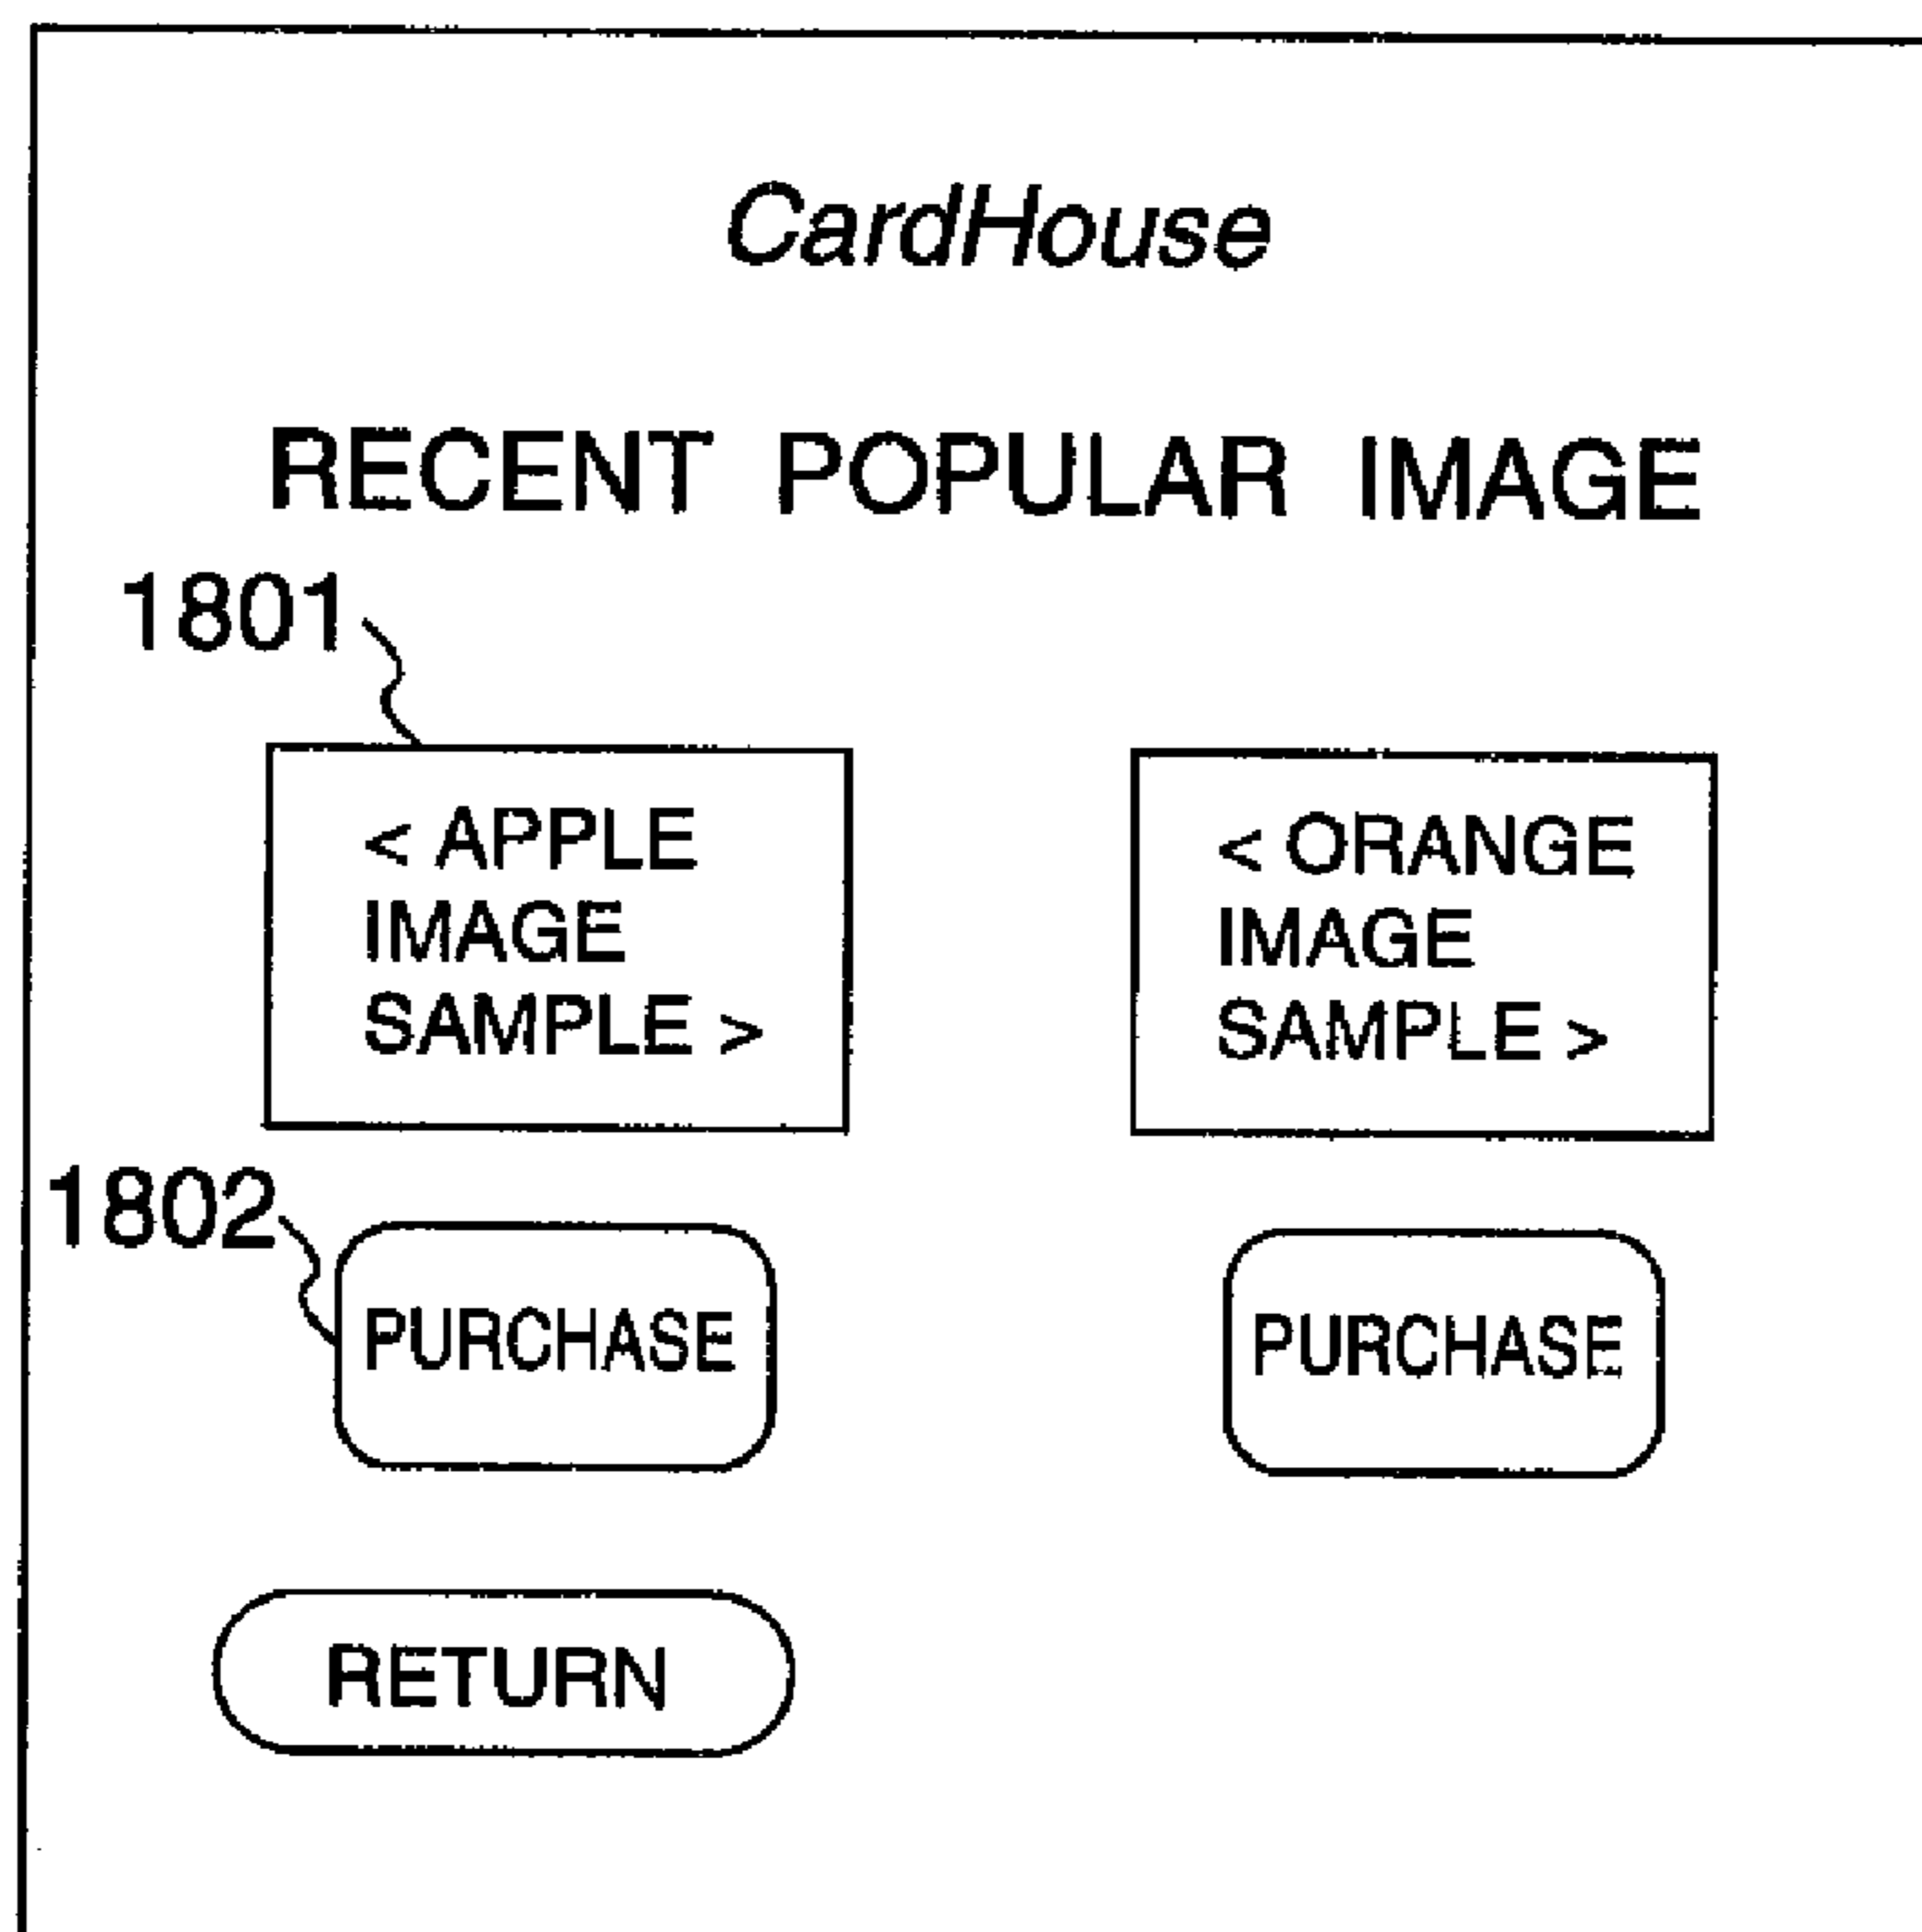 CardHouse
RECENT POPULAR IMAGE
1801
< APPLE
IMAGE
SAMPLE >
< ORANGE
IMAGE
SAMPLE >
1802
PURCHASE
PURCHASE
RETURN